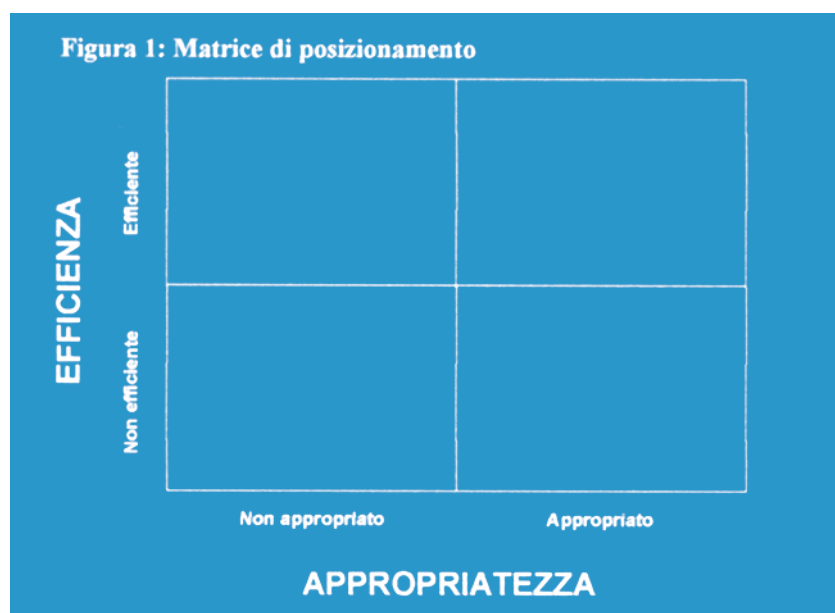 Figura 1: Matrice di posizionamento
EFFICIENZA
Efficiente
Non efficiente
Non appropriato
Appropriato
APPROPRIATEZZA